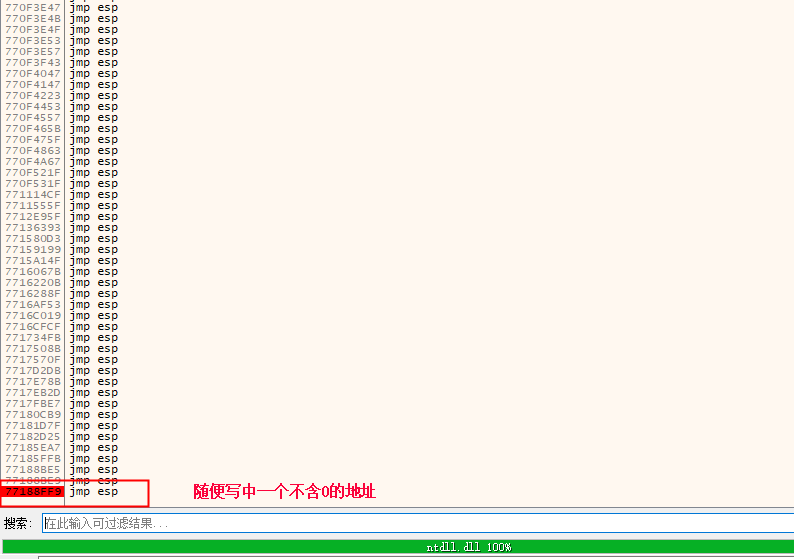 770F3E47 jmp esp
770F3E4B jmp esp
770F3E4F jmp esp
770F3E53 jmp esp
770F3E57 jmp esp
770F3F43 jmp esp
770F4047 jmp esp
770F4147 jmp esp
770F4223 jmp esp
770F4453 jmp esp
770F4557 jmp esp
770F465B jmp esp
770F475F jmp esp
770F4863 jmp esp
770F4A67 jmp esp
770F521F jmp esp
770F531F jmp esp
771114CF jmp esp
7711555F jmp esp
7712E95F jmp esp
77136393 jmp esp
771580D3 jmp esp
77159199 jmp esp
7715A14F jmp esp
7716067B jmp esp
7716220B jmp esp
7716288F jmp esp
7716AF53 jmp esp
7716C019 jmp esp
7716CFCF jmp esp
771734FB jmp esp
7717508B jmp esp
7717570F jmp esp
7717D2DB jmp esp
7717E78B jmp esp
7717EB2D jmp esp
7717FBE7 jmp esp
77180CB9 jmp esp
77181D7F jmp esp
77182D25 jmp esp
77185EA7 jmp esp
77185FFB jmp esp
77188BE5 jmp esp
77188BE9 jmp esp
77188FF9 jmp esp
随便写中一个不含0的地址
搜索: 在此输入可过滤结果...
ntdll.dll 100%